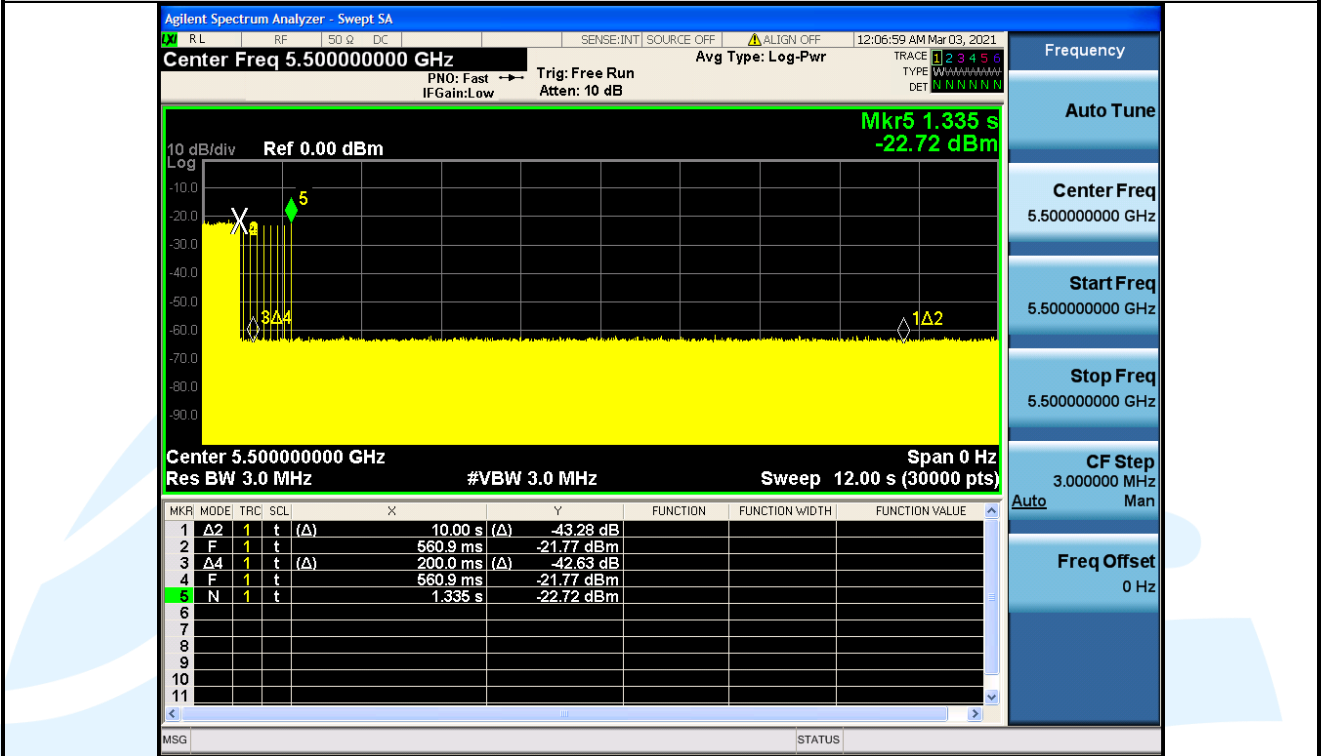 Agilent Spectrum Analyzer - Swept SA
LXI RL RF 50 Ω DC SENSE:INT SOURCE OFF ALIGN OFF 12:06:59 AM Mar 03, 2021
Center Freq 5.500000000 GHz Avg Type: Log-Pwr TRACE 1 2 3 4 5 6
PNO: Fast Trig: Free Run TYPE WWWWWW
IFGain:Low Atten: 10 dB DET N N N N N N
Mkr5 1.335 s
-22.72 dBm
10 dB/div Ref 0.00 dBm
Log
-10.0
-20.0
-30.0
-40.0
-50.0
-60.0
-70.0
-80.0
-90.0
5
X
3Δ4
1Δ2
Center 5.500000000 GHz Span 0 Hz
Res BW 3.0 MHz #VBW 3.0 MHz Sweep 12.00 s (30000 pts)
MKR MODE TRC SCL X Y FUNCTION FUNCTION WIDTH FUNCTION VALUE
1 Δ2 1 t (Δ) 10.00 s (Δ) -43.28 dB
2 F 1 t 560.9 ms -21.77 dBm
3 Δ4 1 t (Δ) 200.0 ms (Δ) -42.63 dB
4 F 1 t 560.9 ms -21.77 dBm
5 N 1 t 1.335 s -22.72 dBm
6
7
8
9
10
11
MSG STATUS
Frequency
Auto Tune
Center Freq
5.500000000 GHz
Start Freq
5.500000000 GHz
Stop Freq
5.500000000 GHz
CF Step
3.000000 MHz
Auto Man
Freq Offset
0 Hz